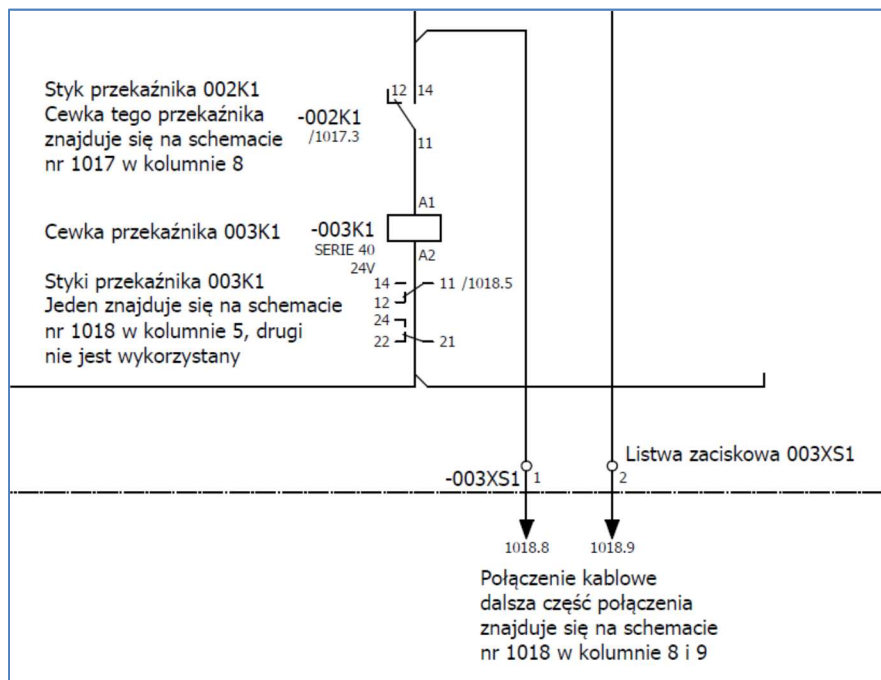 Styk przekaźnika 002K1
Cewka tego przekaźnika
znajduje się na schemacie
nr 1017 w kolumnie 8
-002K1
/1017.3
12
14
11
Cewka przekaźnika 003K1
-003K1
SERIE 40
24V
A1
A2
Styki przekaźnika 003K1
Jeden znajduje się na schemacie
nr 1018 w kolumnie 5, drugi
nie jest wykorzystany
14
11 /1018.5
12
24
22
21
-003XS1
1
2
Listwa zaciskowa 003XS1
1018.8
1018.9
Połączenie kablowe
dalsza część połączenia
znajduje się na schemacie
nr 1018 w kolumnie 8 i 9